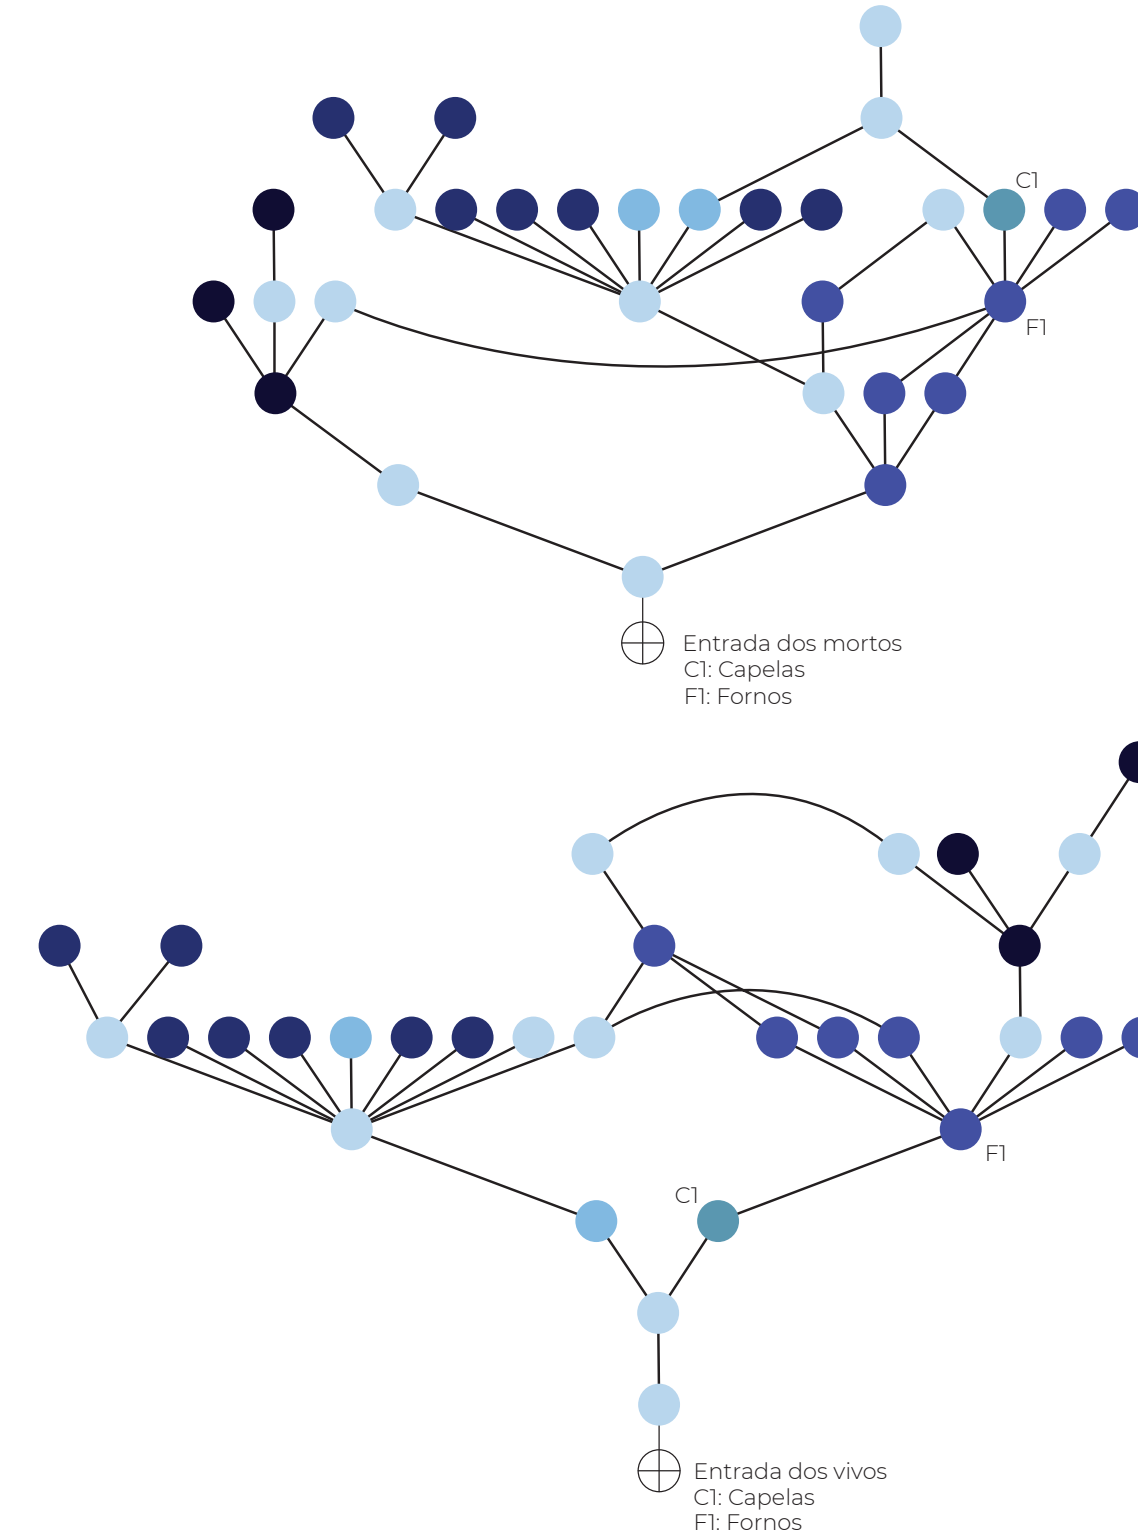 C1
F1
Entrada dos mortos
C1: Capelas
F1: Fornos
F1
C1
Entrada dos vivos
C1: Capelas
F1: Fornos